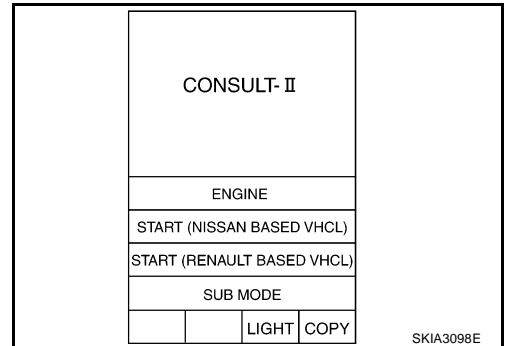 CONSULT-II
ENGINE
START (NISSAN BASED VHCL)
START (RENAULT BASED VHCL)
SUB MODE
LIGHT COPY
SKIA3098E